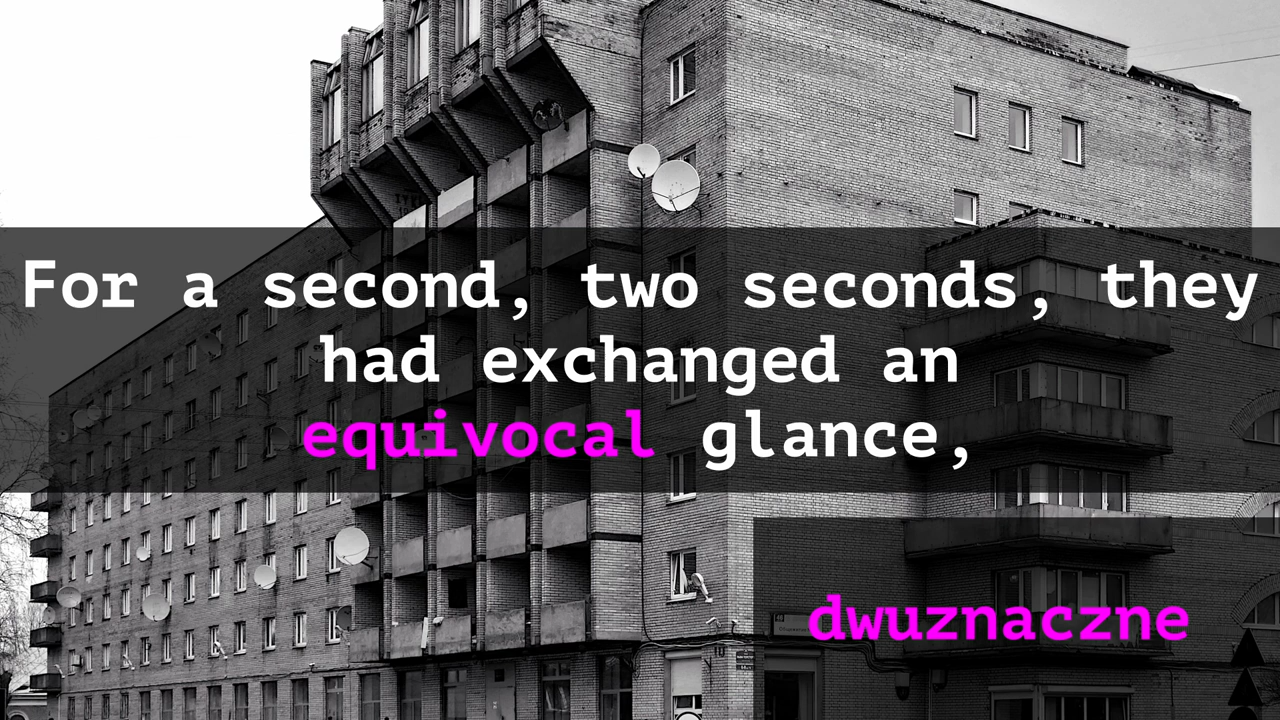 For a second, two seconds, they
had exchanged an
equivocal glance,
dwuznaczne